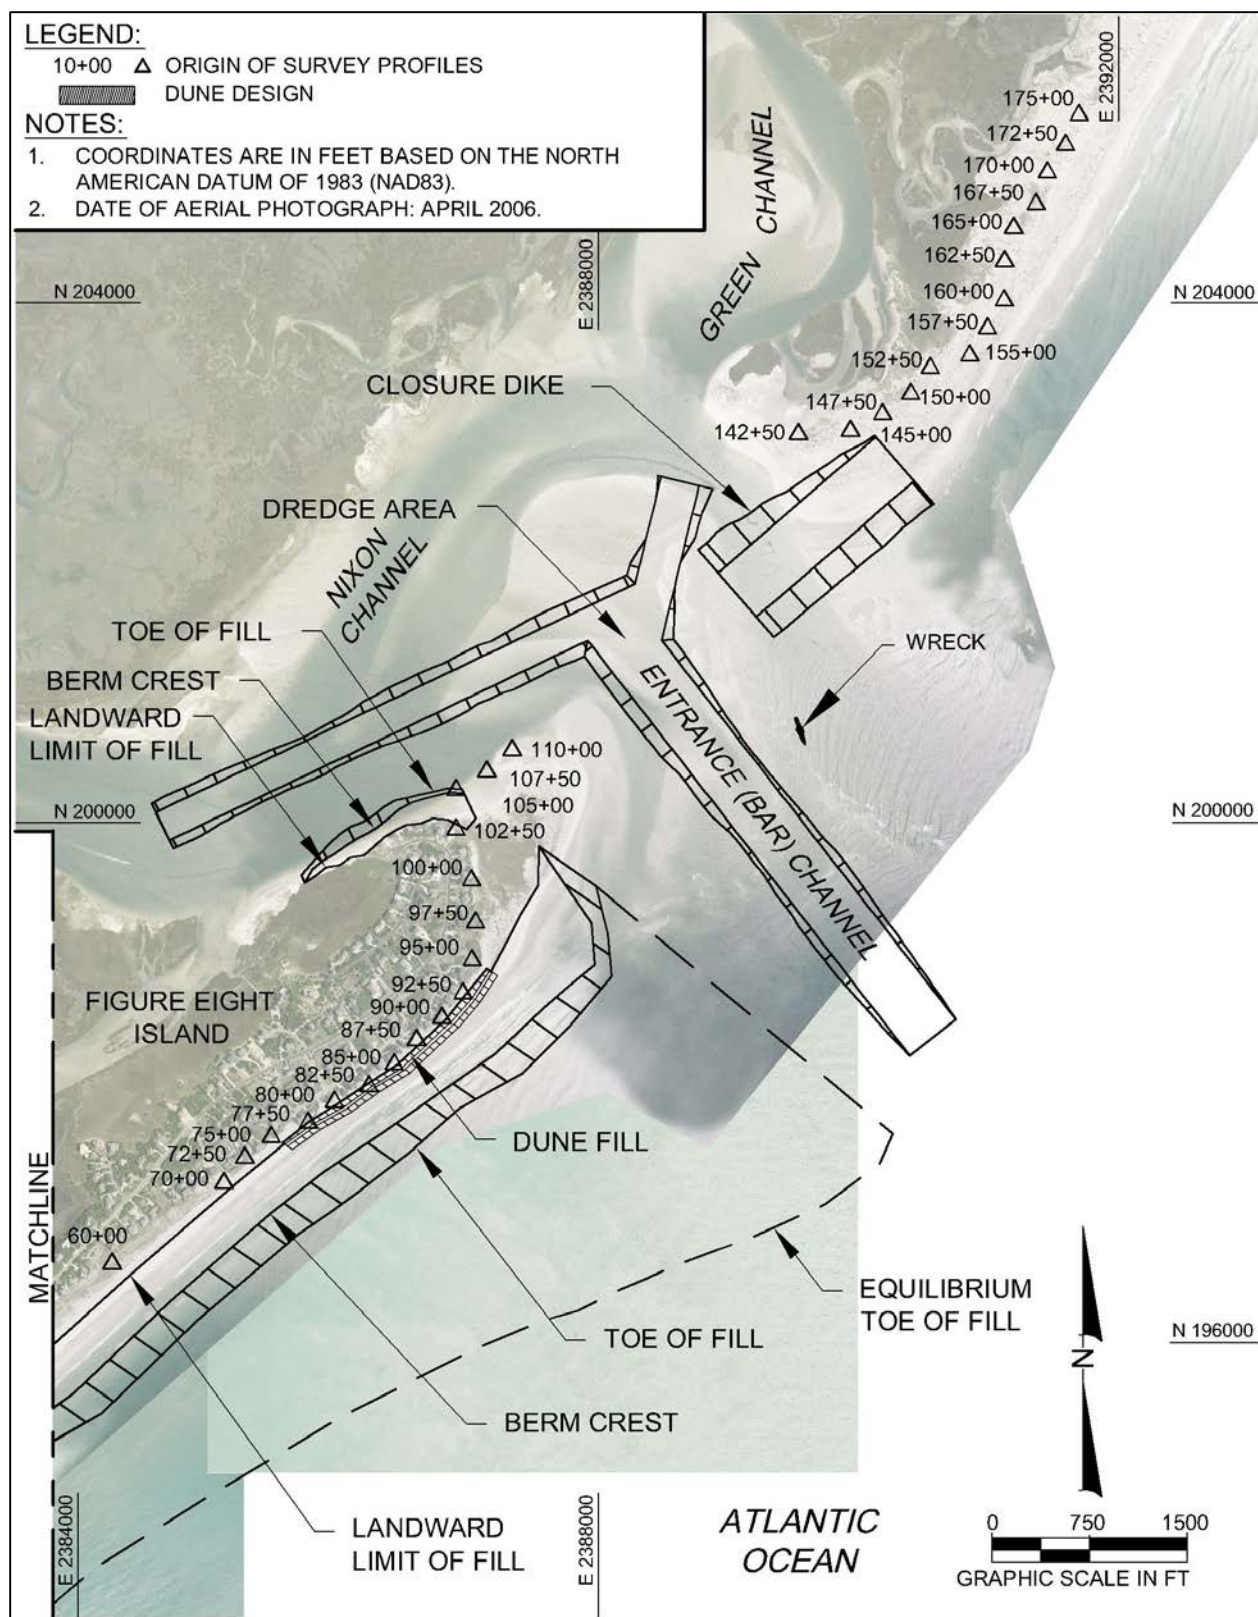 LEGEND:
10+00 ORIGIN OF SURVEY PROFILES
DUNE DESIGN
NOTES:
1. COORDINATES ARE IN FEET BASED ON THE NORTH
AMERICAN DATUM OF 1983 (NAD83).
2. DATE OF AERIAL PHOTOGRAPH: APRIL 2006.
E 2392000
175+00
172+50
170+00
167+50
165+00
162+50
160+00
157+50
155+00
152+50
150+00
147+50
145+00
142+50
GREEN CHANNEL
E 2388000
N 204000
N 204000
CLOSURE DIKE
DREDGE AREA
NIXON
CHANNEL
TOE OF FILL
BERM CREST
LANDWARD
LIMIT OF FILL
WRECK
ENTRANCE (BAR) CHANNEL
N 200000
N 200000
110+00
107+50
105+00
102+50
100+00
97+50
95+00
92+50
90+00
87+50
85+00
82+50
80+00
77+50
75+00
72+50
70+00
60+00
FIGURE EIGHT
ISLAND
DUNE FILL
MATCHLINE
EQUILIBRIUM
TOE OF FILL
TOE OF FILL
BERM CREST
N 196000
N
LANDWARD
LIMIT OF FILL
E 2384000
E 2388000
ATLANTIC
OCEAN
0 750 1500
GRAPHIC SCALE IN FT